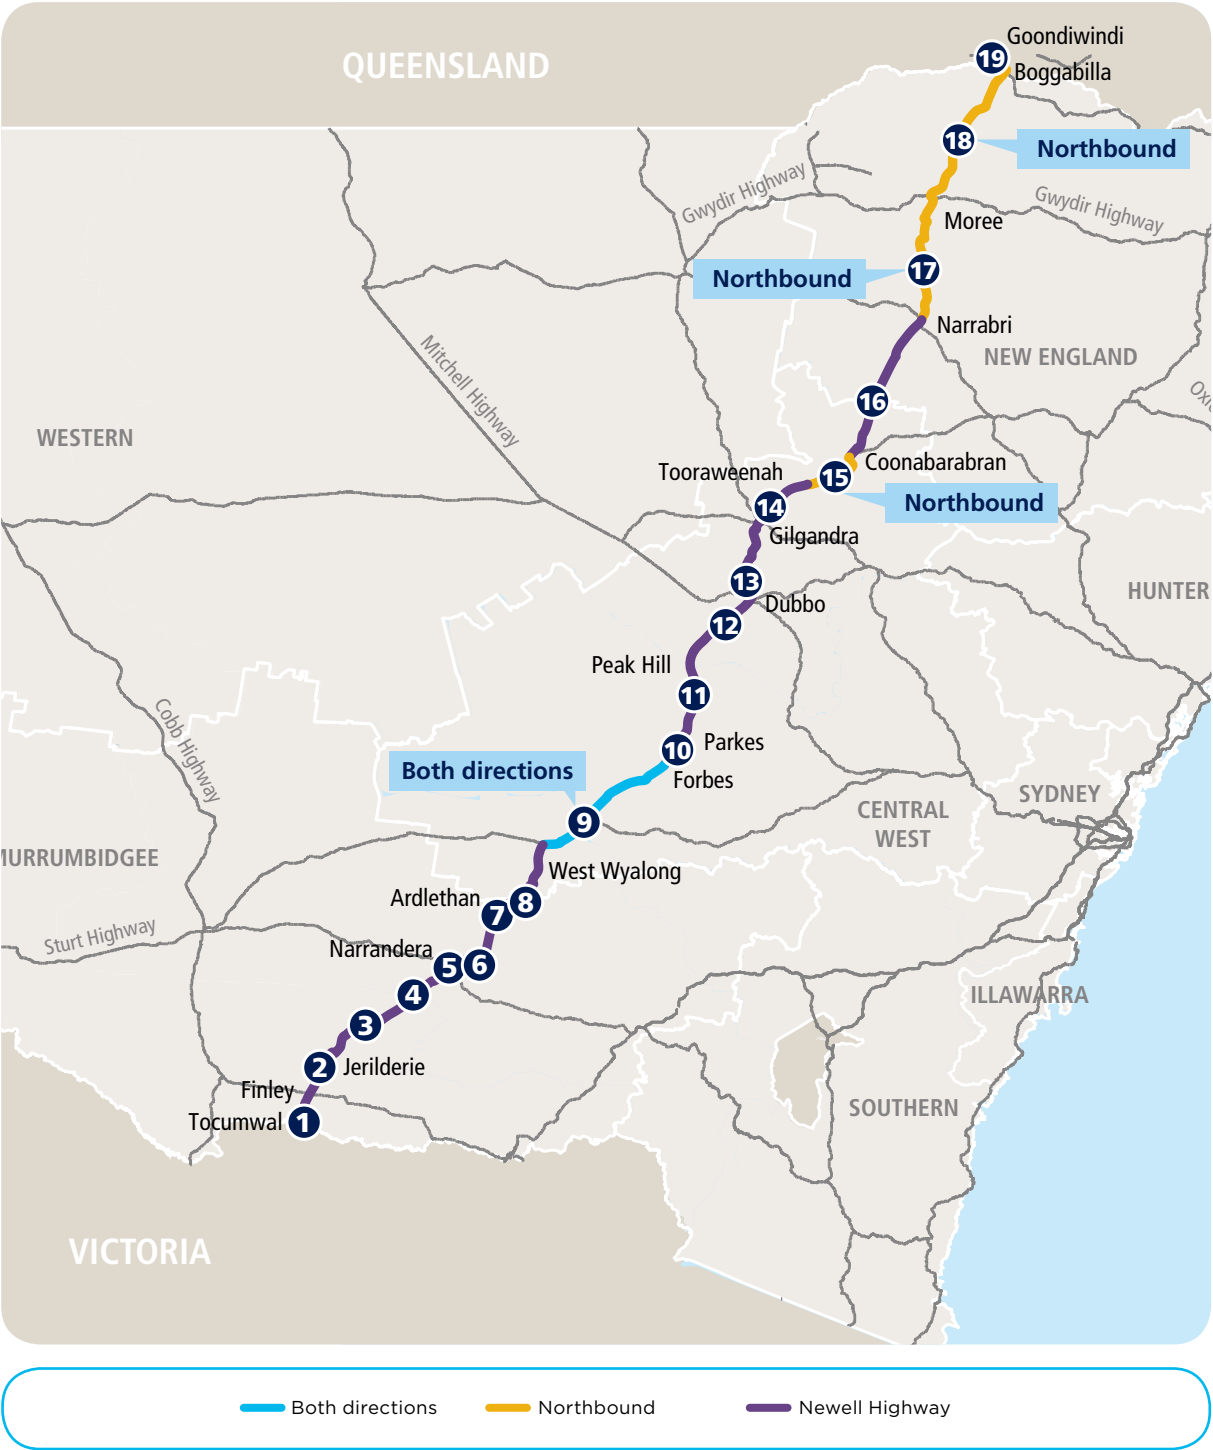 QUEENSLAND
Goondiwindi
19
Boggabilla
18
Northbound
Gwydir Highway
Gwydir Highway
Moree
Northbound
17
Narrabri
NEW ENGLAND
Mitchell Highway
16
WESTERN
Coonabarabran
Tooraweenah
15
Northbound
14
Gilgandra
13
HUNTER
Dubbo
12
Peak Hill
11
Cobb Highway
10
Parkes
Both directions
Forbes
SYDNEY
9
CENTRAL
WEST
MURRUMBIDGEE
West Wyalong
Ardlethan
8
7
Sturt Highway
Narrandera
5
6
4
ILLAWARRA
3
2
Jerilderie
Finley
SOUTHERN
Tocumwal
1
VICTORIA
Both directions
Northbound
Newell Highway